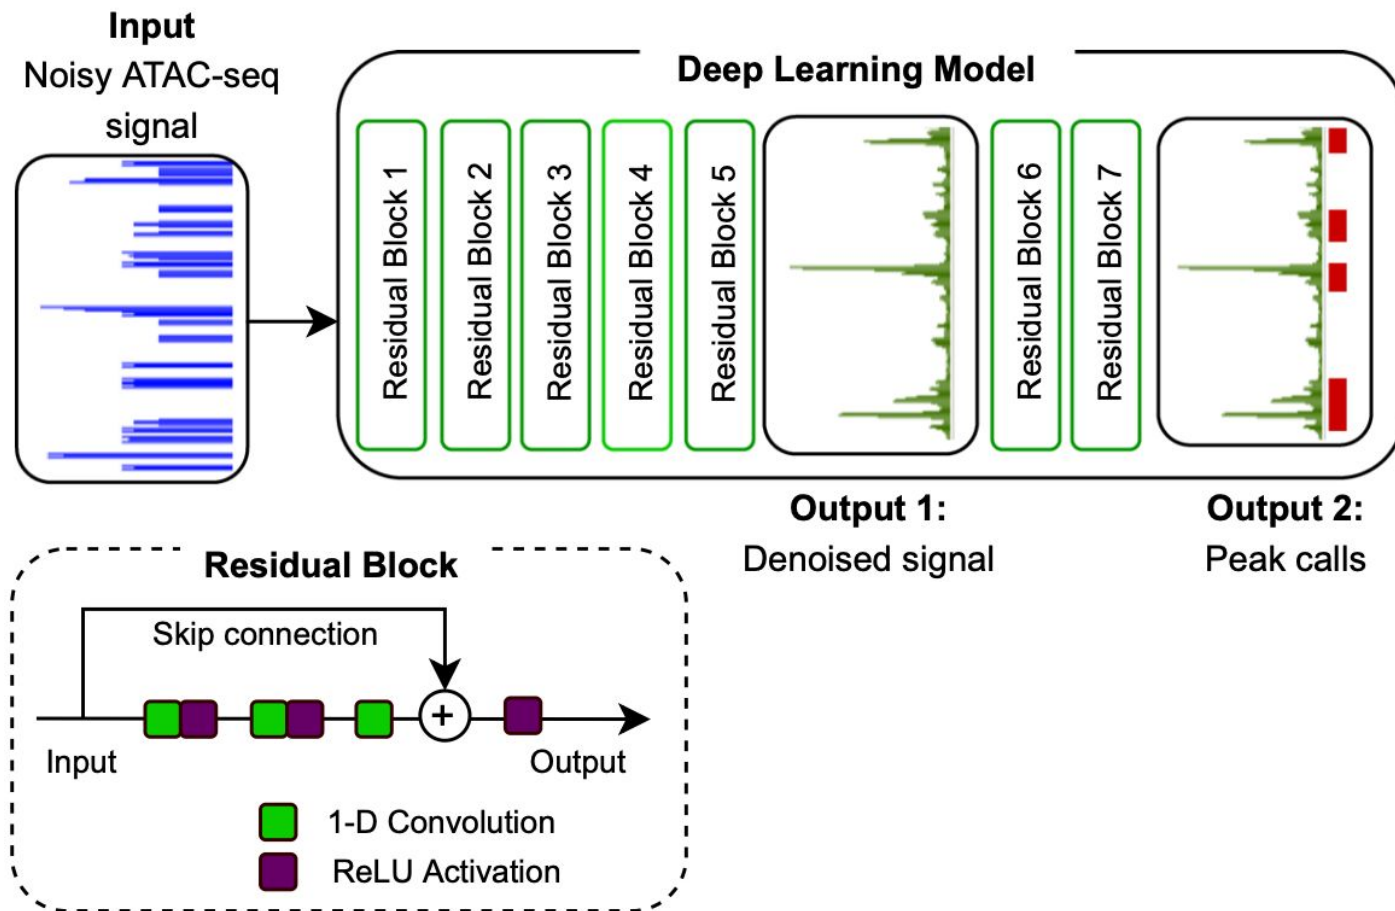 Input
Noisy ATAC-seq
signal
Deep Learning Model
Residual Block 1
Residual Block 2
Residual Block 3
Residual Block 4
Residual Block 5
Residual Block 6
Residual Block 7
Output 1:
Denoised signal
Output 2:
Peak calls
Residual Block
Skip connection
+
Input
Output
1-D Convolution
ReLU Activation